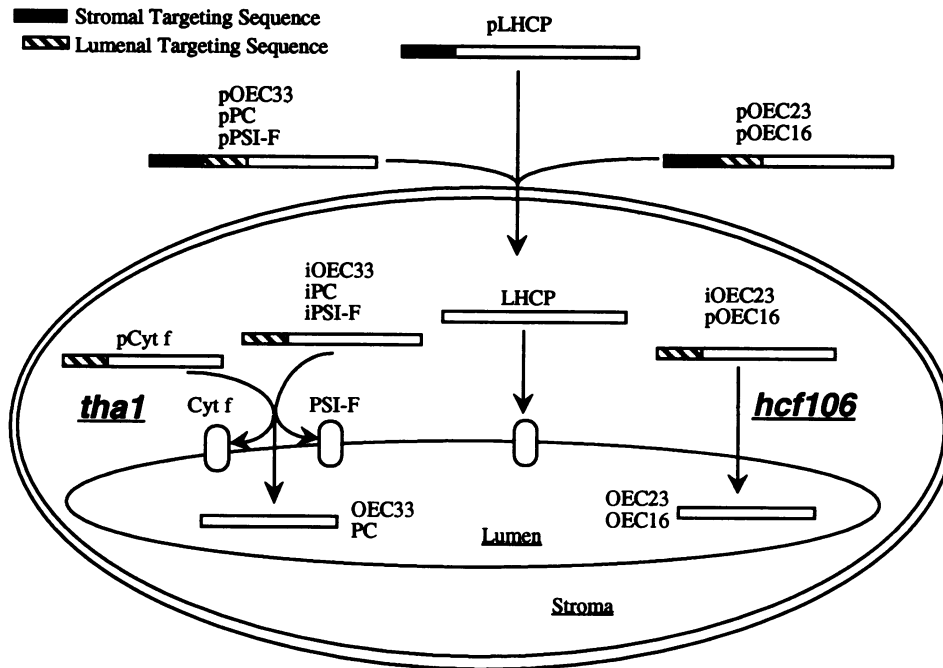 Stromal Targeting Sequence
Lumenal Targeting Sequence
pLHCP
pOEC33
pPC
pPSI-F
pOEC23
pOEC16
iOEC33
iPC
iPSI-F
LHCP
iOEC23
pOEC16
pCyt f
tha1
Cyt f
PSI-F
hcf106
OEC33
PC
OEC23
OEC16
Lumen
Stroma